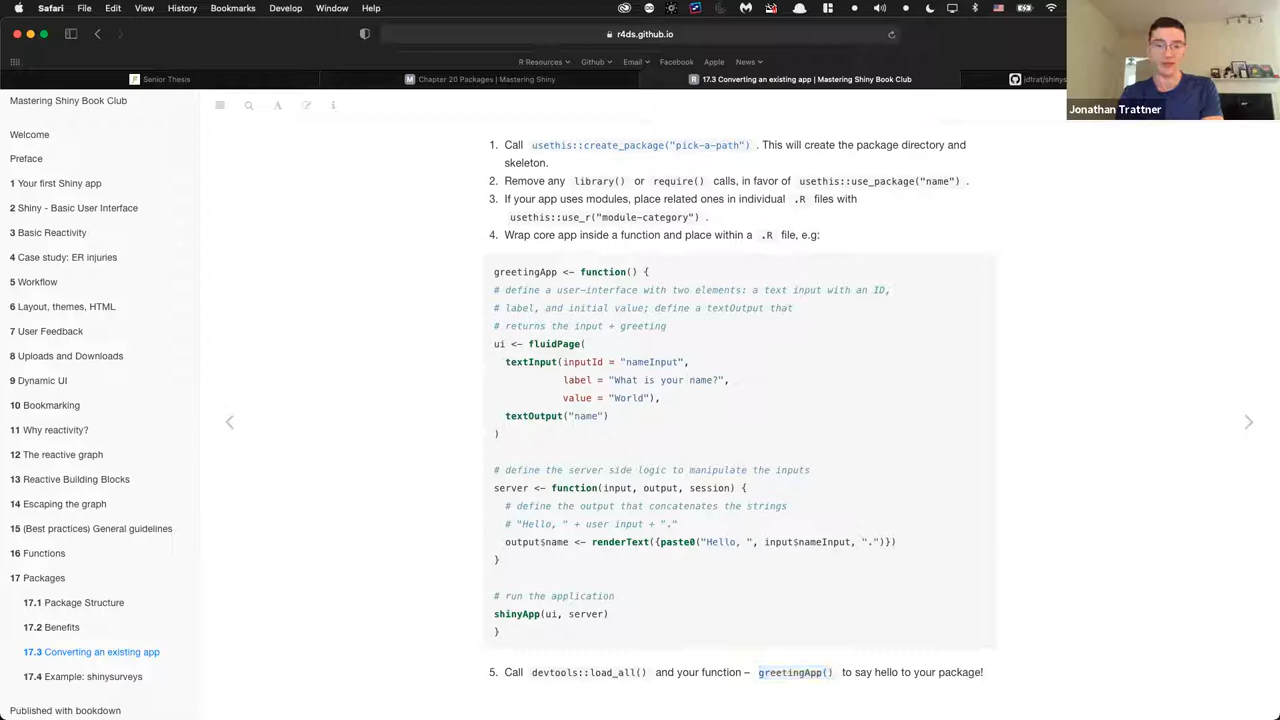 Safari File Edit View History Bookmarks Develop Window Help
r4ds.github.io
R Resources Github Email Facebook Apple News
Senior Thesis
Chapter 20 Packages | Mastering Shiny
17.3 Converting an existing app | Mastering Shiny Book Club
jdtrat/shinys
Jonathan Trattner
Mastering Shiny Book Club
Welcome
Preface
1 Your first Shiny app
2 Shiny - Basic User Interface
3 Basic Reactivity
4 Case study: ER injuries
5 Workflow
6 Layout, themes, HTML
7 User Feedback
8 Uploads and Downloads
9 Dynamic UI
10 Bookmarking
11 Why reactivity?
12 The reactive graph
13 Reactive Building Blocks
14 Escaping the graph
15 (Best practices) General guidelines
16 Functions
17 Packages
17.1 Package Structure
17.2 Benefits
17.3 Converting an existing app
17.4 Example: shinysurveys
Published with bookdown
1. Call usethis::create_package("pick-a-path") . This will create the package directory and
skeleton.
2. Remove any library() or require() calls, in favor of usethis::use_package("name") .
3. If your app uses modules, place related ones in individual .R files with
usethis::use_r("module-category") .
4. Wrap core app inside a function and place within a .R file, e.g:
greetingApp <- function() {
# define a user-interface with two elements: a text input with an ID,
# label, and initial value; define a textOutput that
# returns the input + greeting
ui <- fluidPage(
textInput(inputId = "nameInput",
label = "What is your name?",
value = "World"),
textOutput("name")
)
# define the server side logic to manipulate the inputs
server <- function(input, output, session) {
# define the output that concatenates the strings
# "Hello, " + user input + "."
output$name <- renderText({paste0("Hello, ", input$nameInput, ".")})
}
# run the application
shinyApp(ui, server)
}
5. Call devtools::load_all() and your function – greetingApp() to say hello to your package!